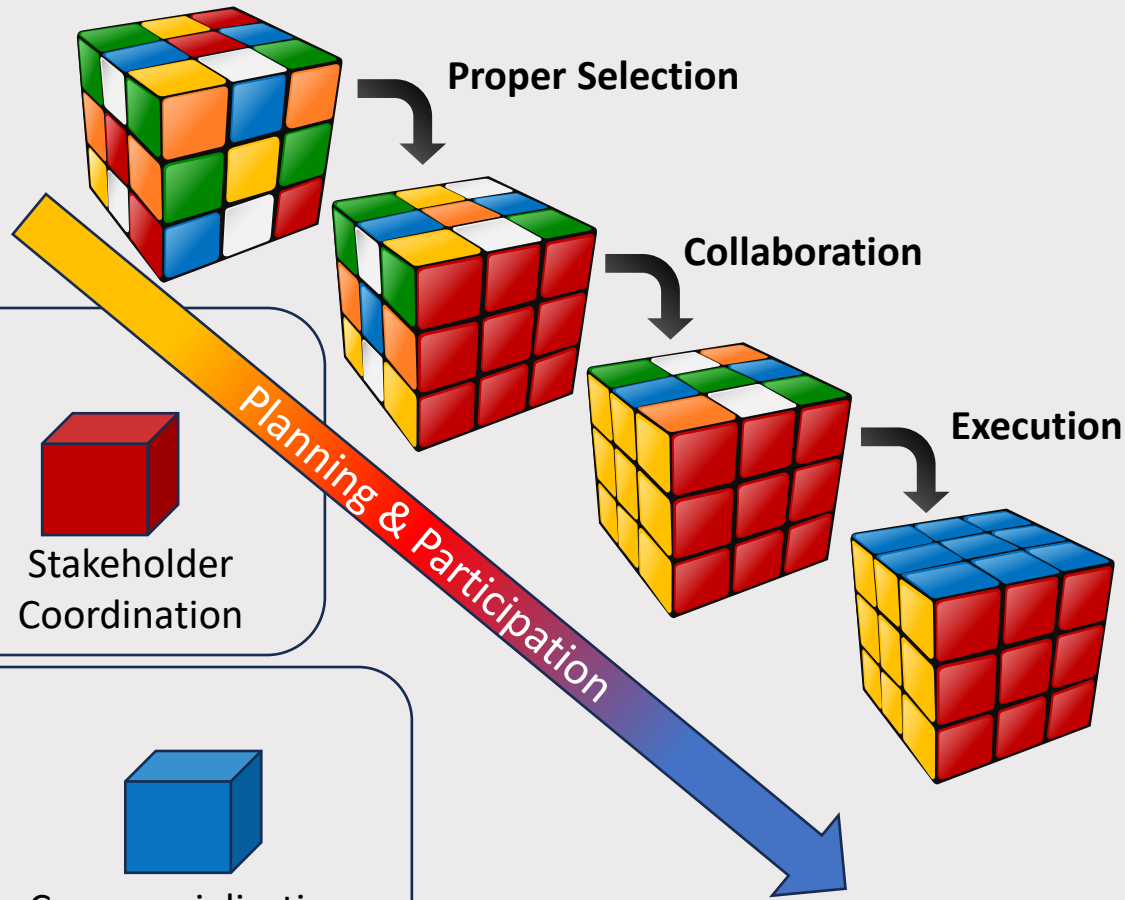 Proper Selection
Collaboration
Execution
Planning & Participation
Stakeholder
Coordination